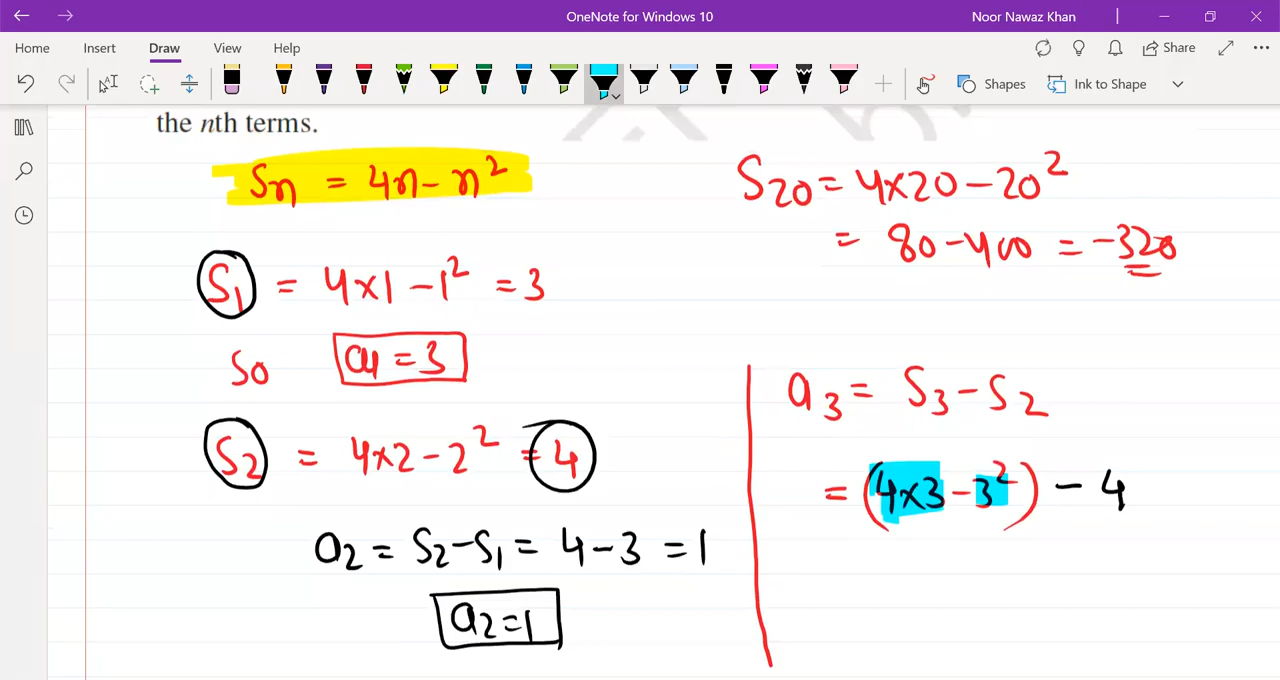 OneNote for Windows 10
Noor Nawaz Khan
Home Insert Draw View Help
Share
Shapes
Ink to Shape
the nth terms.
Sn = 4n - n²
S₁ = 4×1 - 1² = 3
So a₁ = 3
S₂ = 4×2 - 2² = 4
a₂ = S₂ - S₁ = 4 - 3 = 1
a₂ = 1
S₂₀ = 4×20 - 20²
= 80 - 400 = -320
a₃ = S₃ - S₂
= (4×3 - 3²) - 4